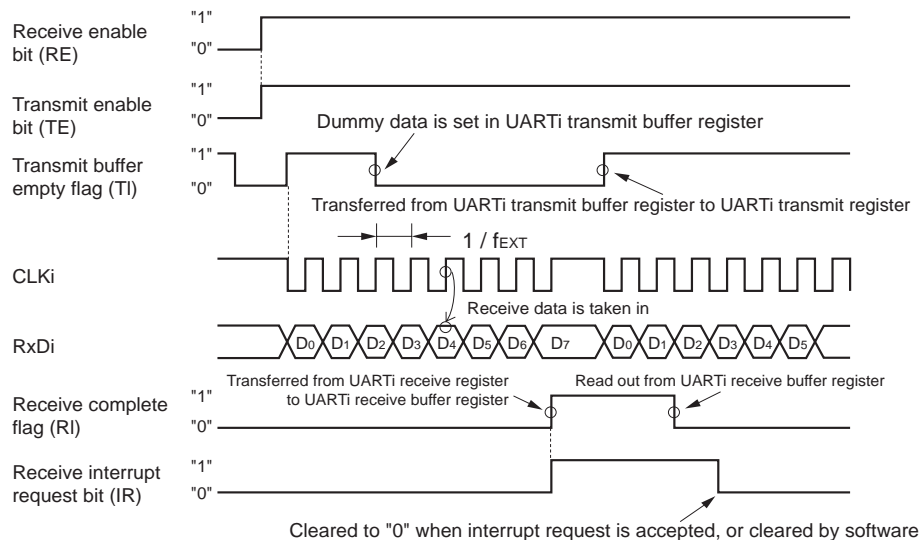 Receive enable
bit (RE)
"1"
"0"
Transmit enable
bit (TE)
"1"
"0"
Dummy data is set in UARTi transmit buffer register
Transmit buffer
empty flag (TI)
"1"
"0"
Transferred from UARTi transmit buffer register to UARTi transmit register
1 / fEXT
CLKi
Receive data is taken in
RxDi
D0 D1 D2 D3 D4 D5 D6 D7 D0 D1 D2 D3 D4 D5
Transferred from UARTi receive register
to UARTi receive buffer register
Read out from UARTi receive buffer register
Receive complete
flag (RI)
"1"
"0"
Receive interrupt
request bit (IR)
"1"
"0"
Cleared to "0" when interrupt request is accepted, or cleared by software